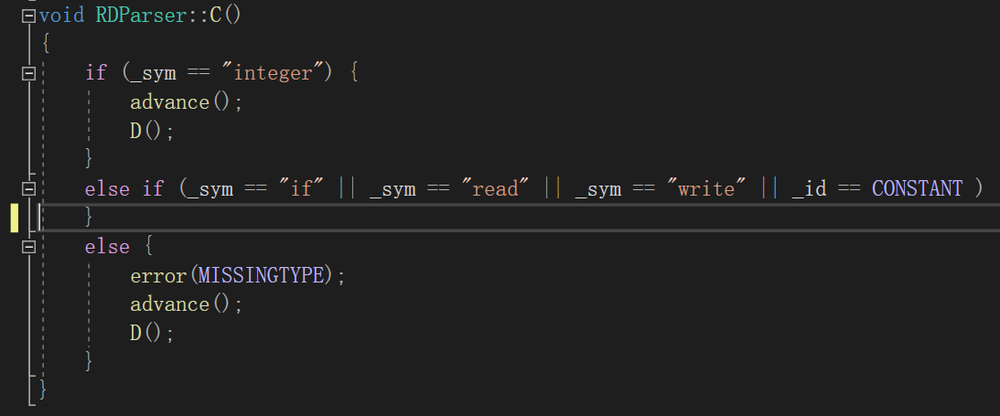 void RDParser::C()
{
    if (_sym == "integer") {
        advance();
        D();
    }
    else if (_sym == "if" || _sym == "read" || _sym == "write" || _id == CONSTANT )
    }
    else {
        error(MISSINGTYPE);
        advance();
        D();
    }
}